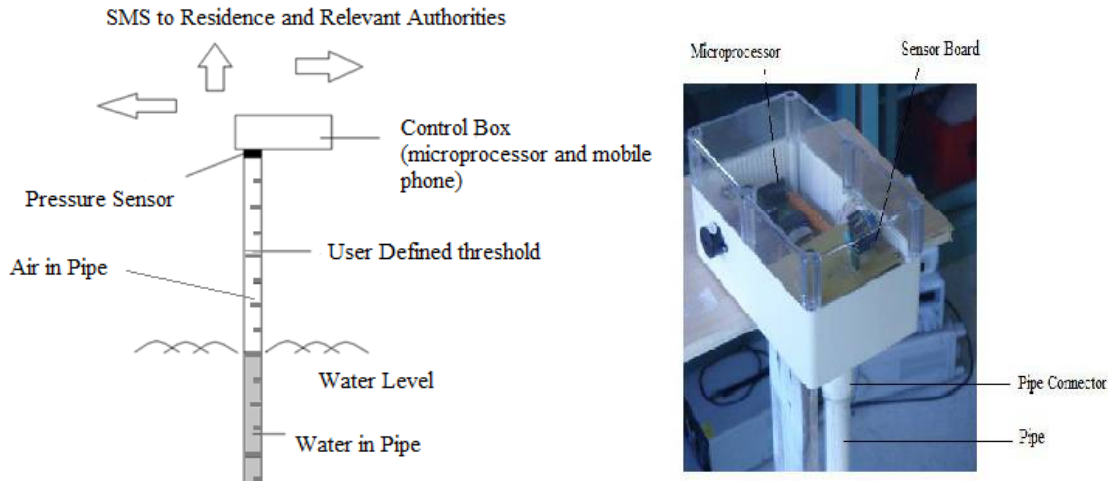 SMS to Residence and Relevant Authorities
Control Box
(microprocessor and mobile
phone)
Pressure Sensor
User Defined threshold
Air in Pipe
Water Level
Water in Pipe
Microprocessor
Sensor Board
Pipe Connector
Pipe